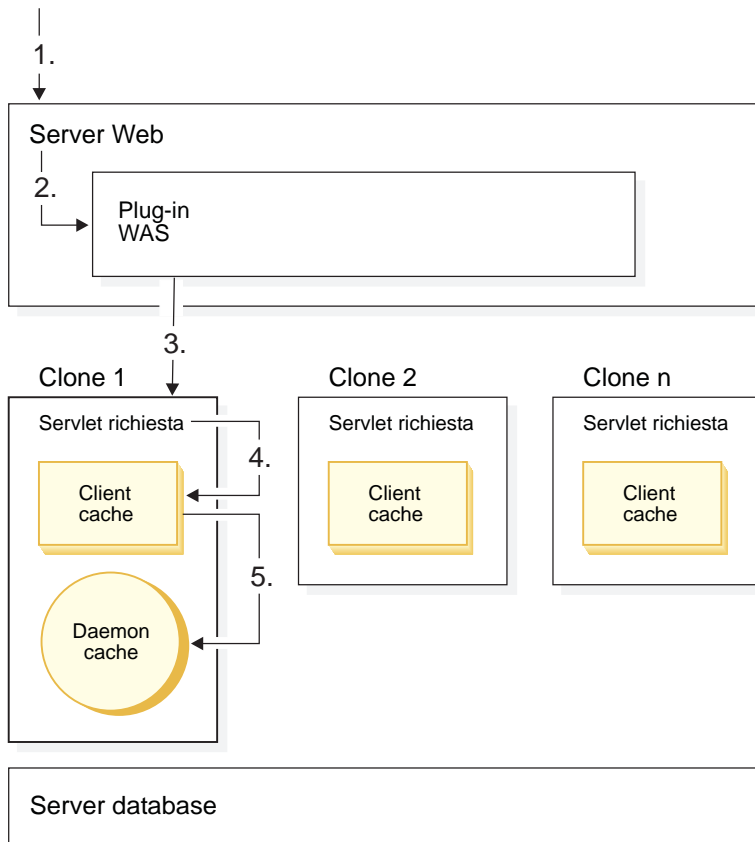 1.
Server Web
2.
Plug-in
WAS
3.
Clone 1
Clone 2
Clone n
Servlet richiesta
Servlet richiesta
Servlet richiesta
4.
Client
cache
Client
cache
Client
cache
5.
Daemon
cache
Server database